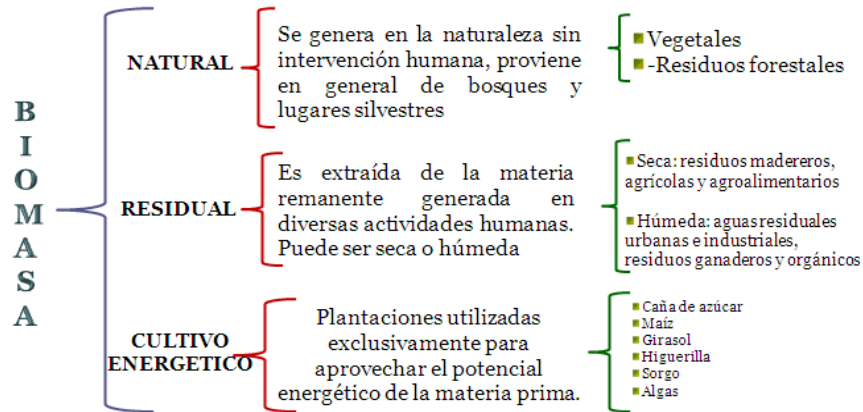 BIOMASA
NATURAL
Se genera en la naturaleza sin
intervención humana, proviene
en general de bosques y
lugares silvestres
Vegetales
-Residuos forestales
RESIDUAL
Es extraída de la materia
remanente generada en
diversas actividades humanas.
Puede ser seca o húmeda
Seca: residuos madereros,
agrícolas y agroalimentarios
Húmeda: aguas residuales
urbanas e industriales,
residuos ganaderos y orgánicos
CULTIVO
ENERGETICO
Plantaciones utilizadas
exclusivamente para
aprovechar el potencial
energético de la materia prima.
Caña de azúcar
Maíz
Girasol
Higuerilla
Sorgo
Algas